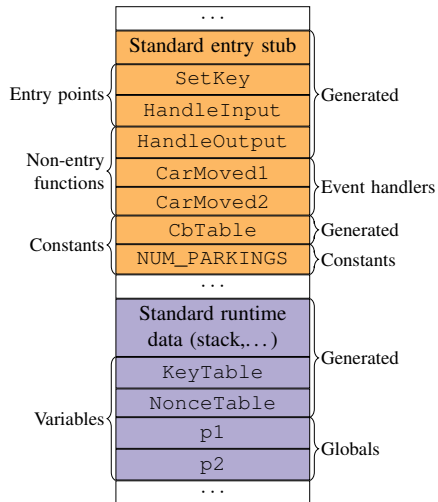 ...
Standard entry stub
SetKey
Entry points
HandleInput
Generated
HandleOutput
Non-entry
functions
CarMoved1
CarMoved2
Event handlers
Constants
CbTable
Generated
NUM_PARKINGS
Constants
...
Standard runtime
data (stack,...)
Generated
KeyTable
NonceTable
Variables
p1
Globals
p2
...